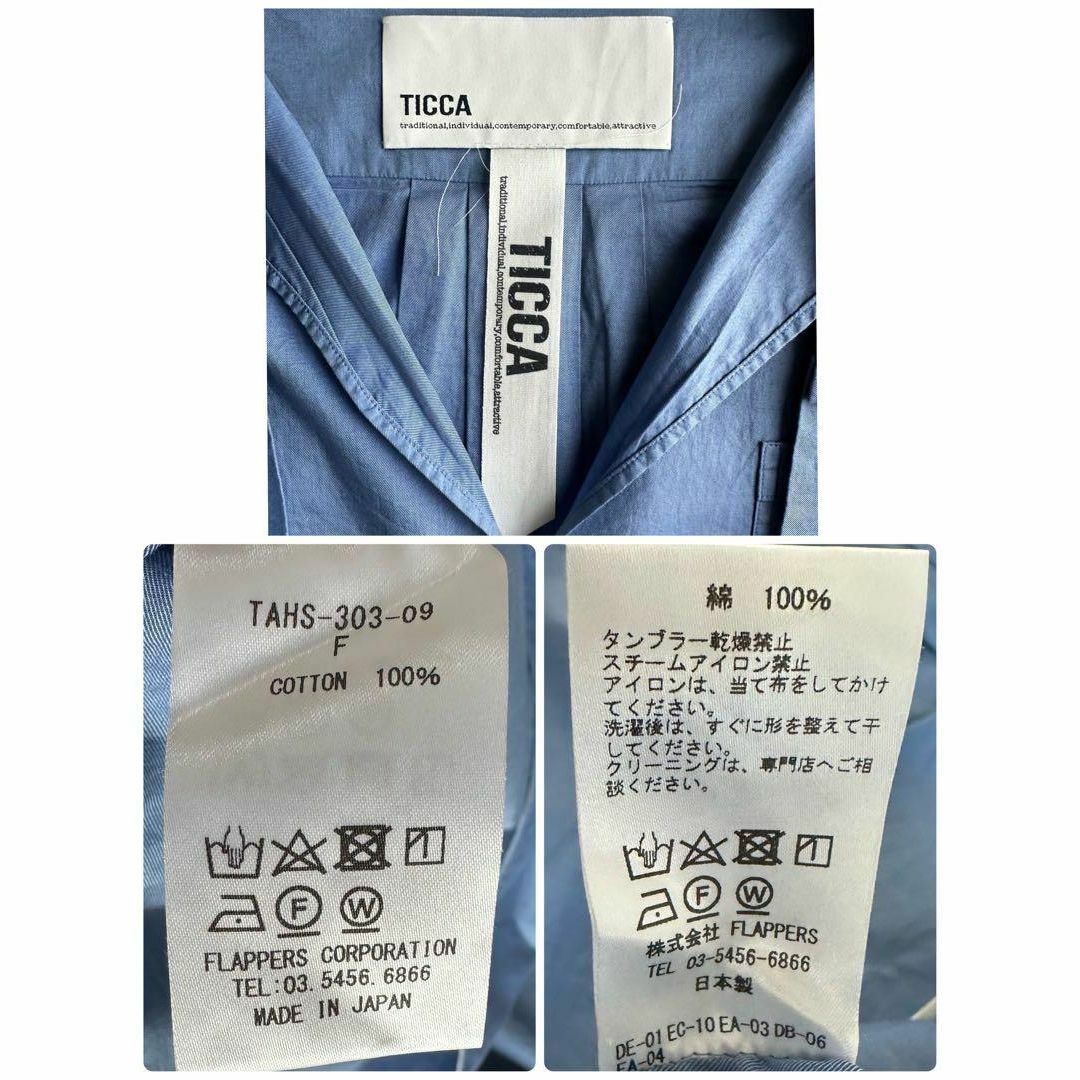 TICCA
traditional,individual,contemporary,comfortable,attractive
TICCA
traditional,individual,contemporary,comfortable,attractive
TAHS-303-09
F
COTTON 100%
F W
FLAPPERS CORPORATION
TEL:03.5456.6866
MADE IN JAPAN
綿 100%
タンブラー乾燥禁止
スチームアイロン禁止
アイロンは、当て布をしてかけ
てください。
洗濯後は、すぐに形を整えて干
してください。
クリーニングは、専門店へご相
談ください。
F W
株式会社 FLAPPERS
TEL 03-5456-6866
日本製
DE-01 EC-10 EA-03 DB-06
EA-04